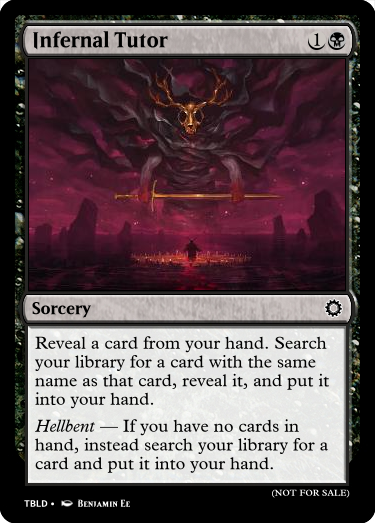 Infernal Tutor 1
Sorcery
Reveal a card from your hand. Search
your library for a card with the same
name as that card, reveal it, and put it
into your hand.
Hellbent — If you have no cards in
hand, instead search your library for a
card and put it into your hand.
(NOT FOR SALE)
TBLD • Benjamin Ee